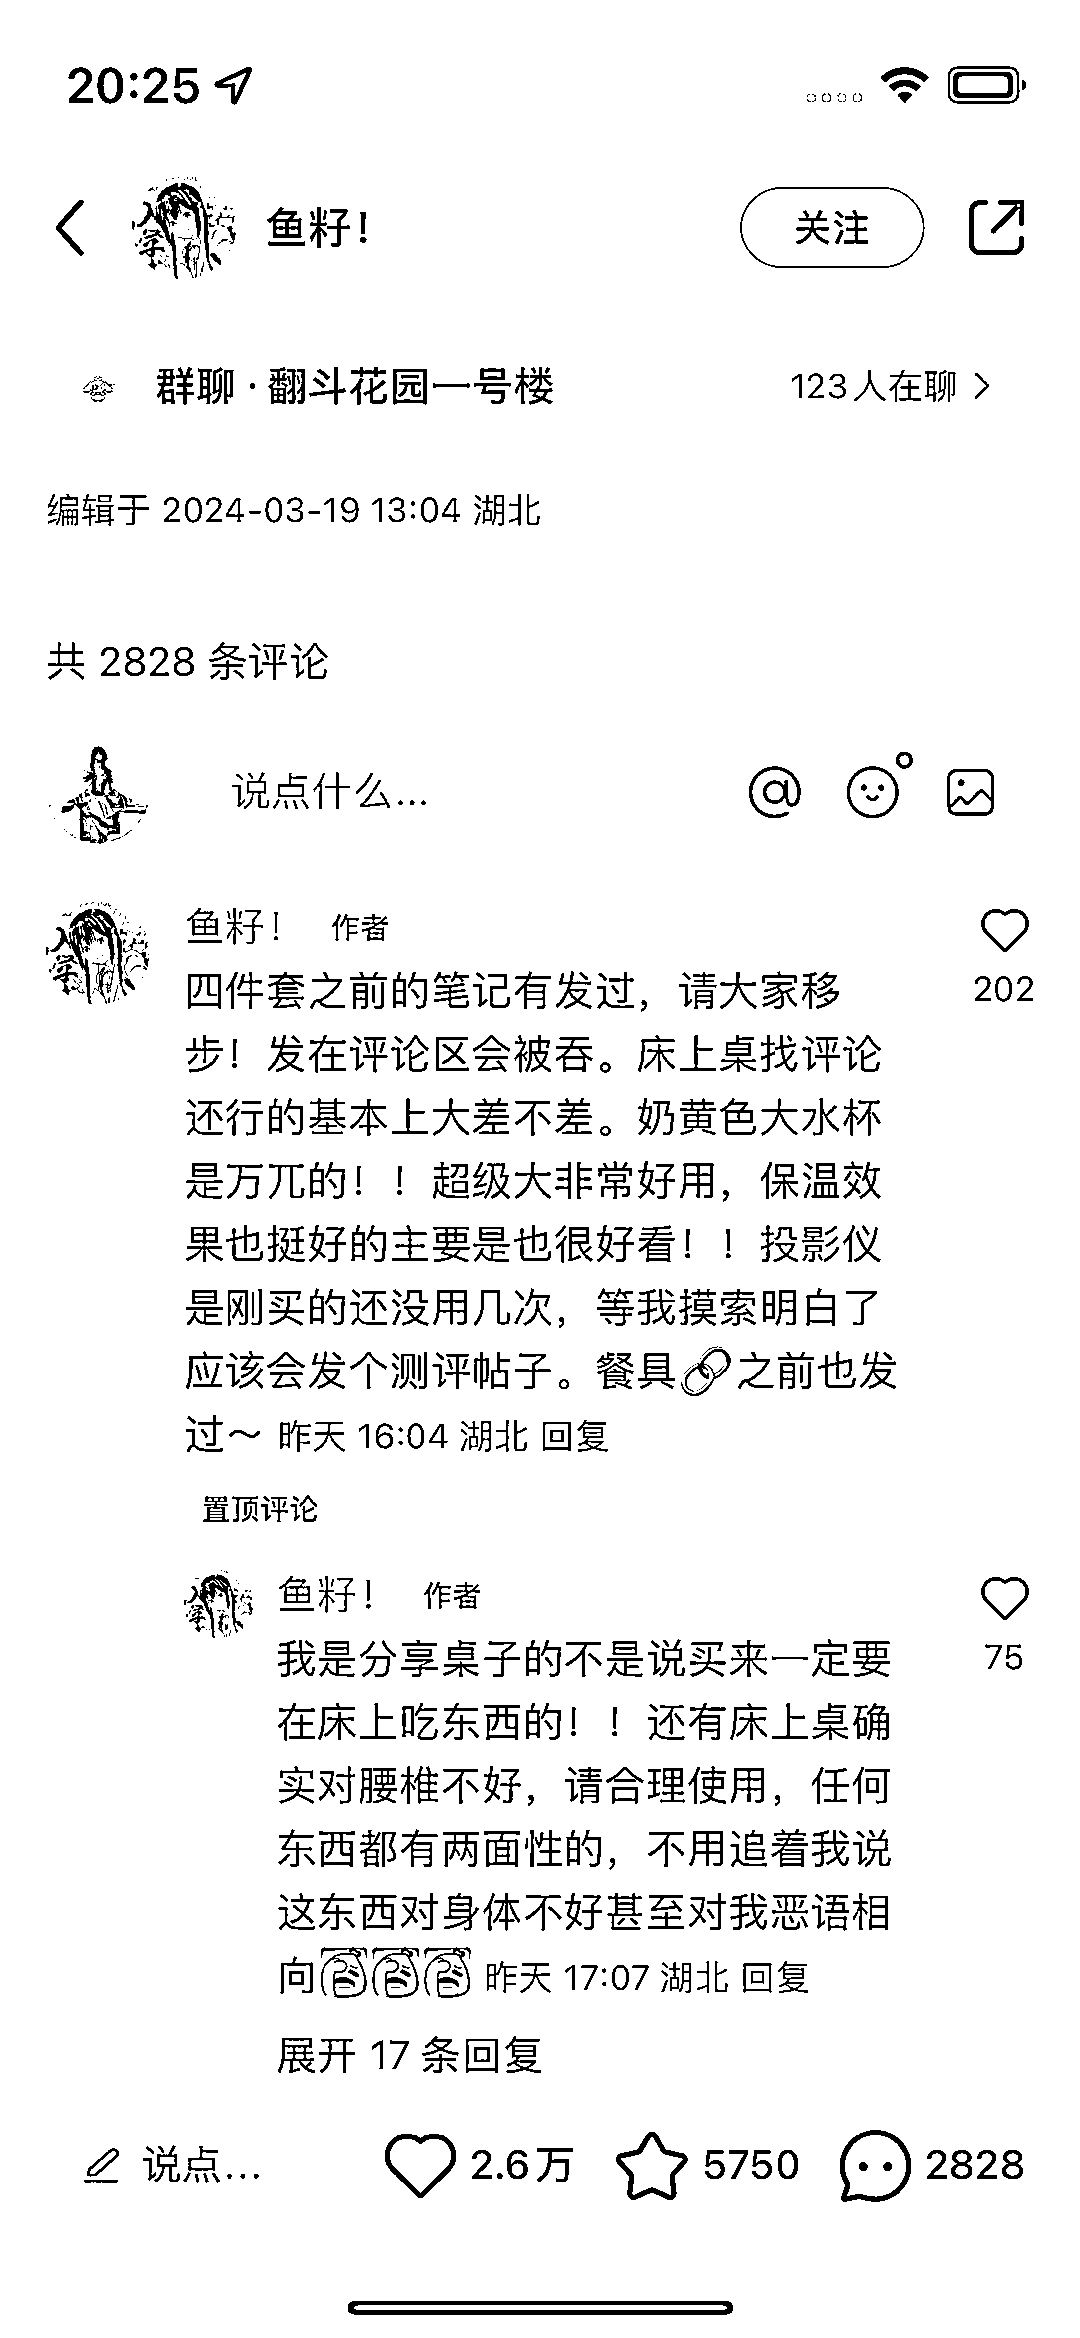 20:25
鱼籽！ 关注
群聊 · 翻斗花园一号楼 123人在聊
编辑于 2024-03-19 13:04 湖北
共 2828 条评论
说点什么...
鱼籽！ 作者
四件套之前的笔记有发过，请大家移
步！发在评论区会被吞。床上桌找评论
还行的基本上大差不差。奶黄色大水杯
是万兀的！！超级大非常好用，保温效
果也挺好的主要是也很好看！！投影仪
是刚买的还没用几次，等我摸索明白了
应该会发个测评帖子。餐具🔗之前也发
过～ 昨天 16:04 湖北 回复
202
置顶评论
鱼籽！ 作者
我是分享桌子的不是说买来一定要
在床上吃东西的！！还有床上桌确
实对腰椎不好，请合理使用，任何
东西都有两面性的，不用追着我说
这东西对身体不好甚至对我恶语相
向 昨天 17:07 湖北 回复
75
展开 17 条回复
说点... 2.6万 5750 2828